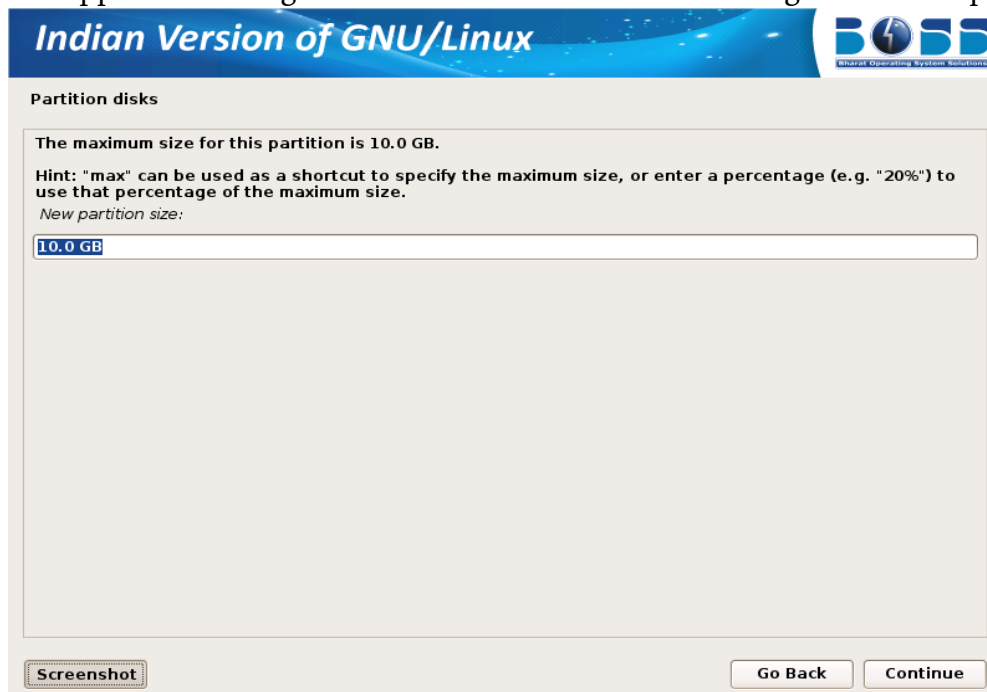 Indian Version of GNU/Linux
BOSS
Bharat Operating System Solutions
Partition disks
The maximum size for this partition is 10.0 GB.
Hint: "max" can be used as a shortcut to specify the maximum size, or enter a percentage (e.g. "20%") to
use that percentage of the maximum size.
New partition size:
10.0 GB
Screenshot
Go Back
Continue